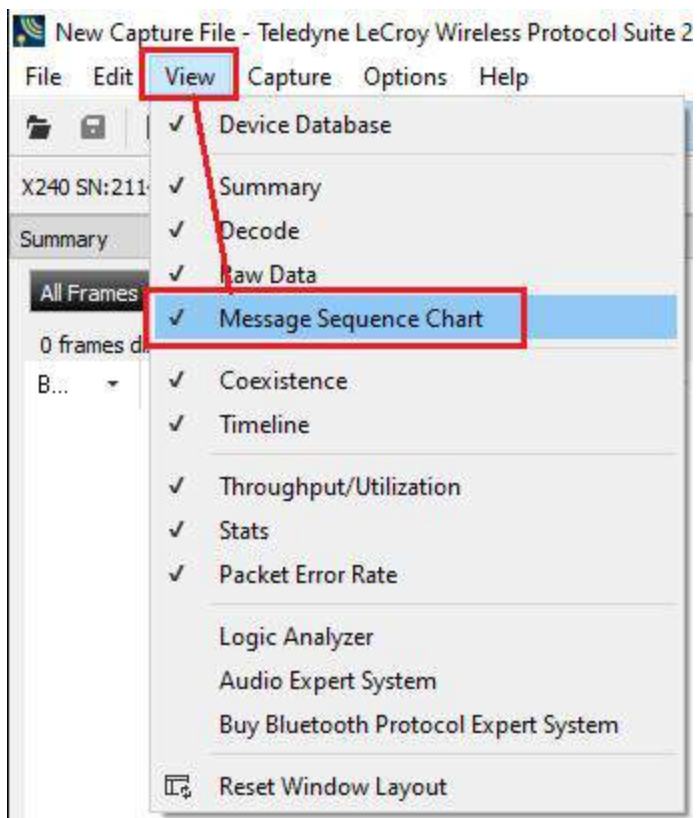 New Capture File - Teledyne LeCroy Wireless Protocol Suite 2
File Edit View Capture Options Help
Device Database
X240 SN:211
Summary
Summary
Decode
Raw Data
All Frames
Message Sequence Chart
0 frames d
B...
Coexistence
Timeline
Throughput/Utilization
Stats
Packet Error Rate
Logic Analyzer
Audio Expert System
Buy Bluetooth Protocol Expert System
Reset Window Layout